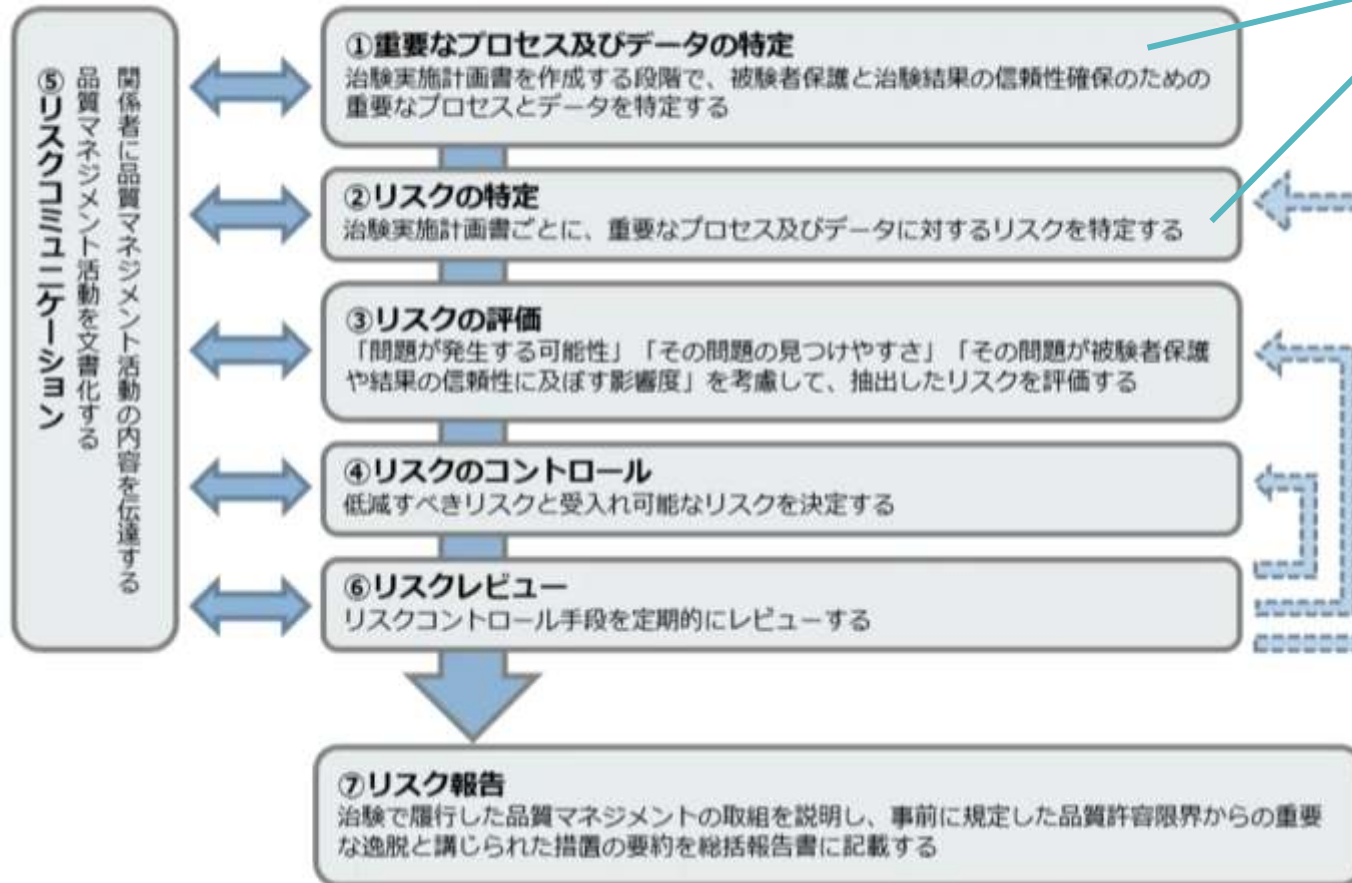 ⑤リスクコミュニケーション
関係者に品質マネジメント活動の内容を伝達する
品質マネジメント活動を文書化する
①重要なプロセス及びデータの特定
治験実施計画書を作成する段階で、被験者保護と治験結果の信頼性確保のための
重要なプロセスとデータを特定する
②リスクの特定
治験実施計画書ごとに、重要なプロセス及びデータに対するリスクを特定する
③リスクの評価
「問題が発生する可能性」「その問題の見つけやすさ」「その問題が被験者保護
や結果の信頼性に及ぼす影響度」を考慮して、抽出したリスクを評価する
④リスクのコントロール
低減すべきリスクと受入れ可能なリスクを決定する
⑥リスクレビュー
リスクコントロール手段を定期的にレビューする
⑦リスク報告
治験で履行した品質マネジメントの取組を説明し、事前に規定した品質許容限界からの重要
な逸脱と講じられた措置の要約を総括報告書に記載する